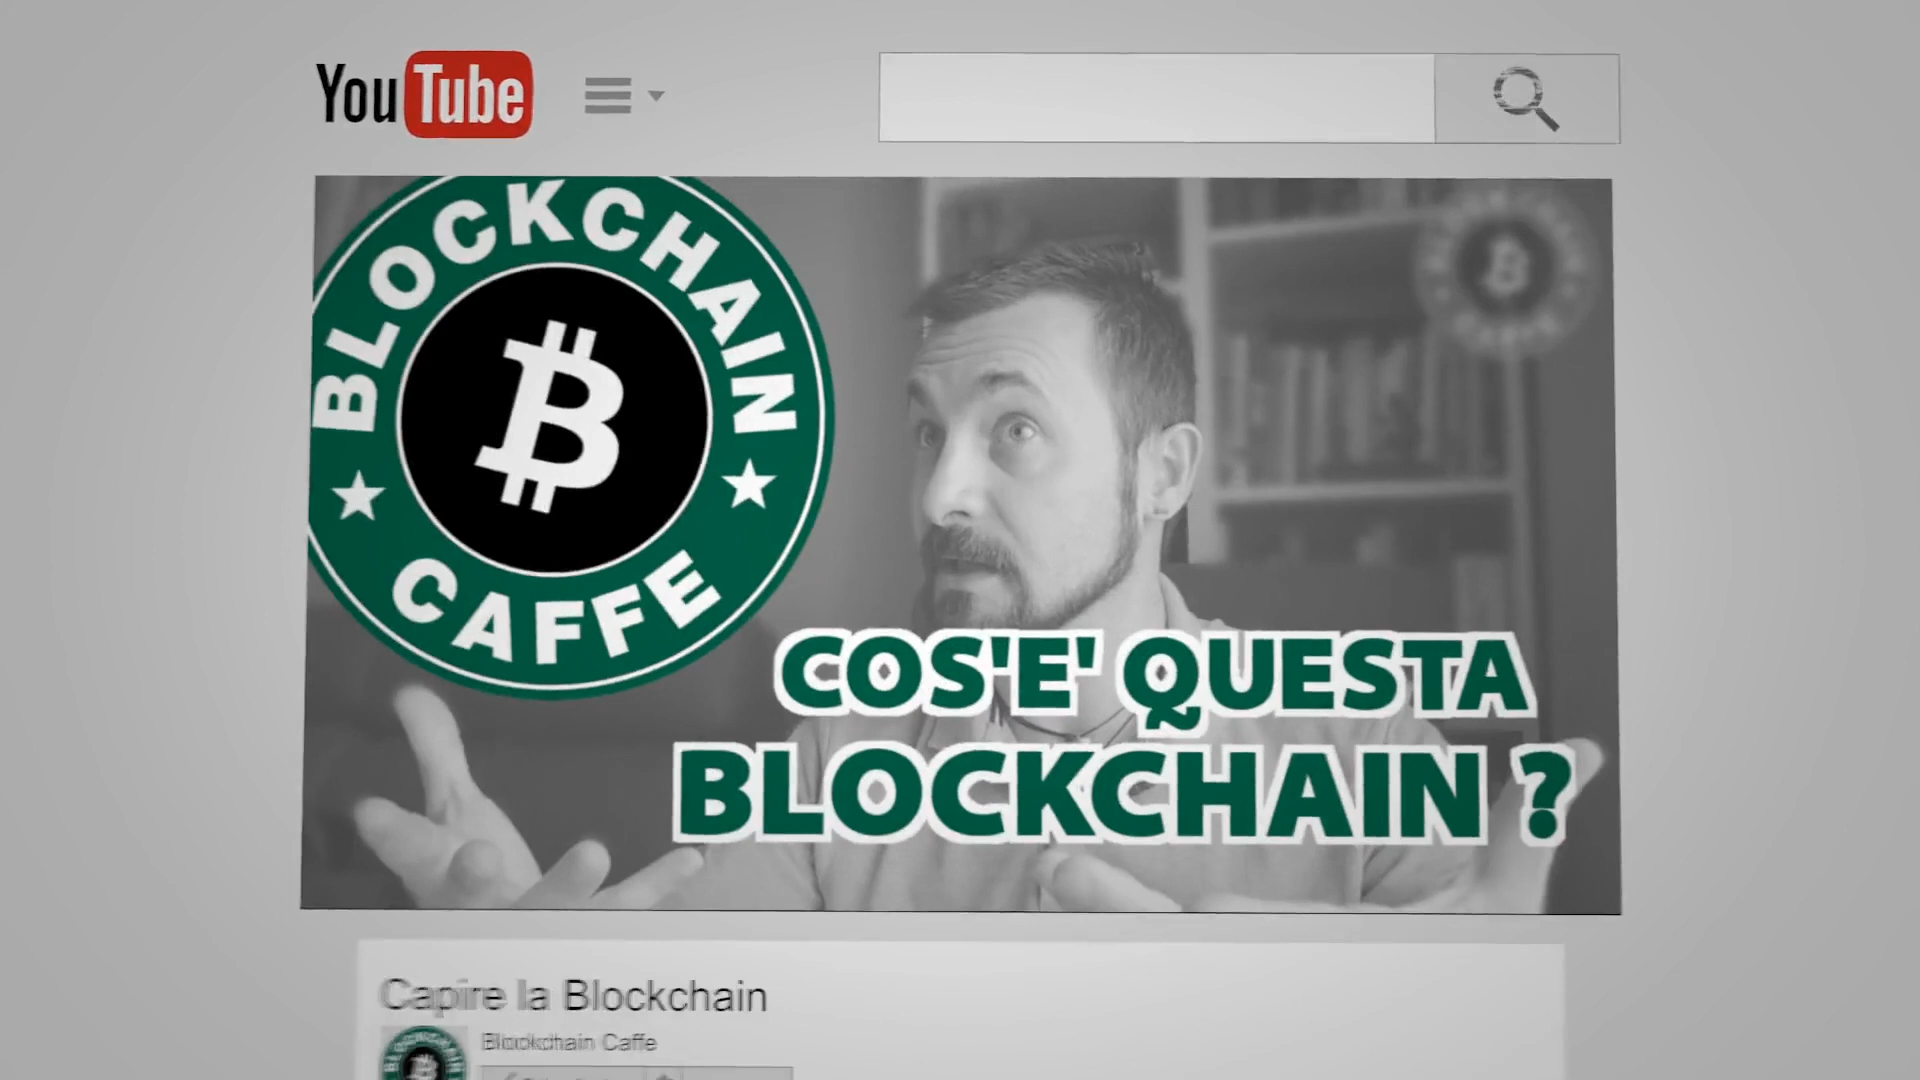 YouTube
BLOCKCHAIN
CAFFE
COS'E' QUESTA
BLOCKCHAIN ?
Capire la Blockchain
Blockchain Caffe